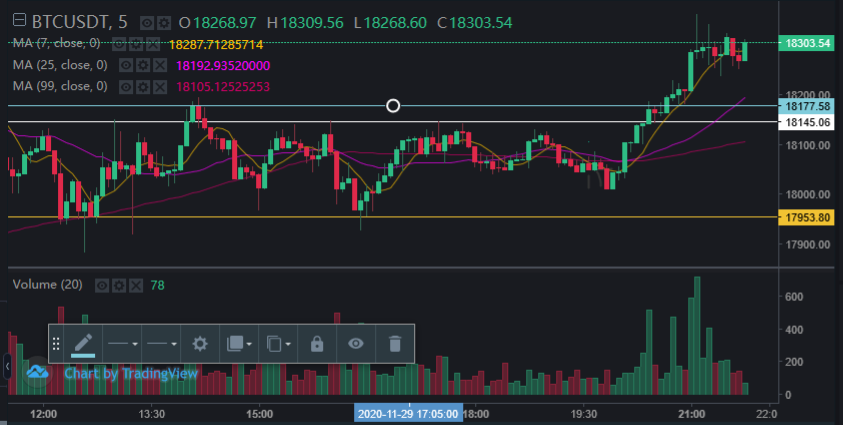 BTCUSDT, 5 O18268.97 H18309.56 L18268.60 C18303.54
MA (7, close, 0) 18287.71285714
MA (25, close, 0) 18192.93520000
MA (99, close, 0) 18105.12525253
18303.54
18200.00
18177.58
18145.06
18100.00
18000.00
17953.80
17900.00
Volume (20) 78
600
400
200
0
Chart by TradingView
12:00 13:30 15:00 2020-11-29 17:05:00 18:00 19:30 21:00 22:0